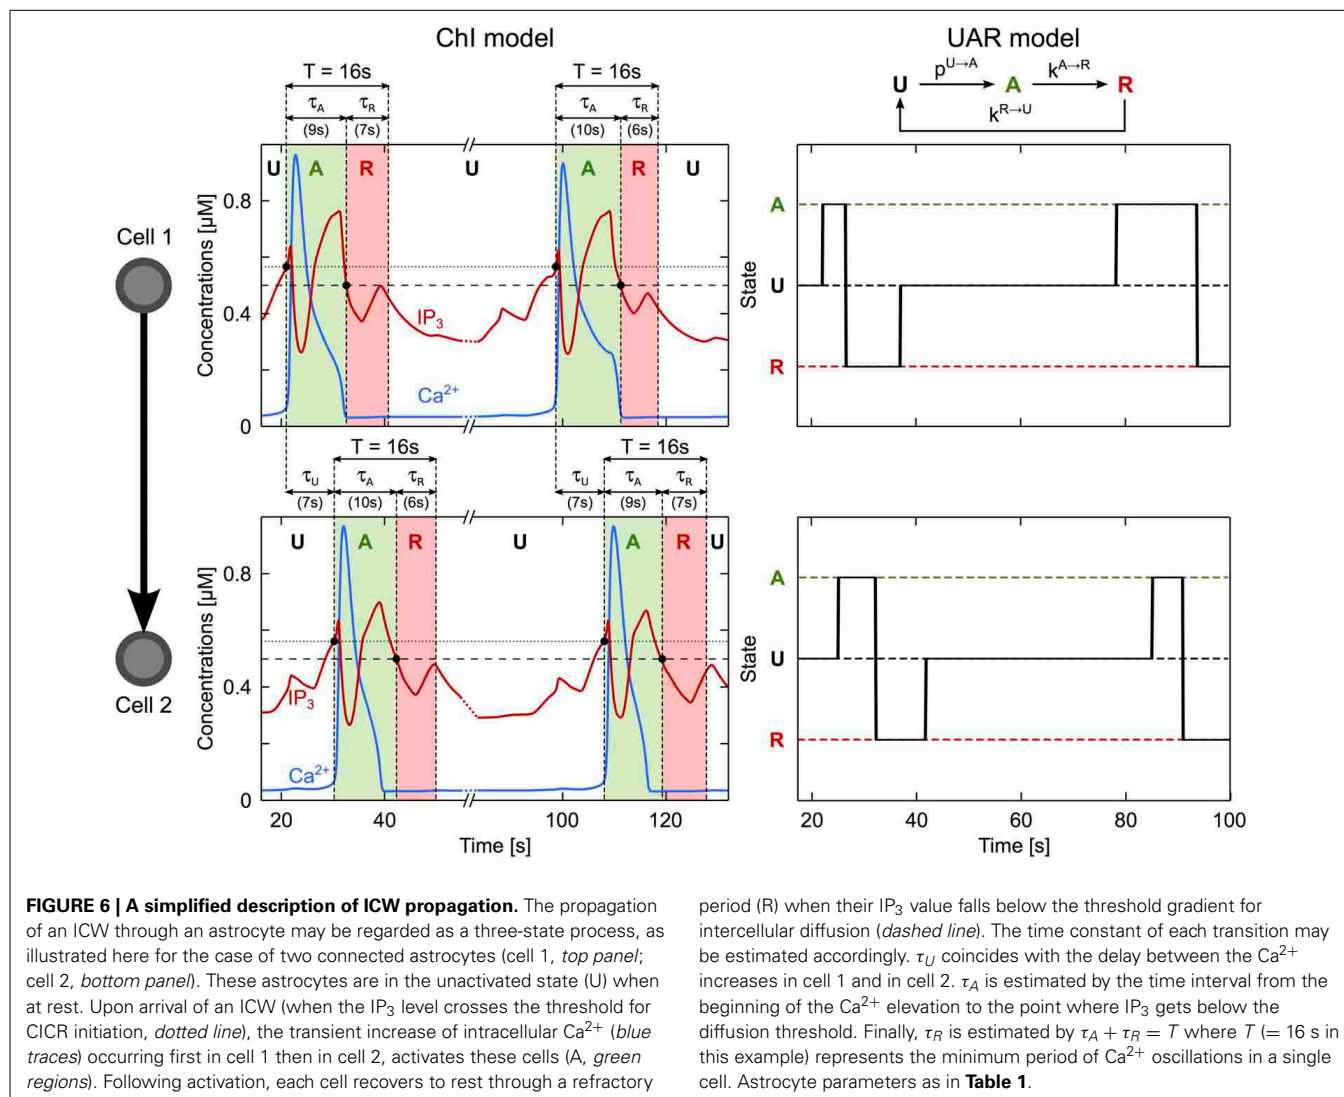 ChI model
UAR model
T = 16s
T = 16s
τA
τR
τA
τR
(9s)
(7s)
(10s)
(6s)
U
pU→A
A
kA→R
R
kR→U
U
A
R
U
A
R
U
Concentrations [µM]
0.8
0.4
0
IP3
Ca2+
Cell 1
State
A
U
R
20
40
60
80
100
T = 16s
T = 16s
τU
τA
τR
τU
τA
τR
(7s)
(10s)
(6s)
(7s)
(9s)
(7s)
U
A
R
U
A
R
U
Concentrations [µM]
0.8
0.4
0
IP3
Ca2+
Cell 2
20
40
100
120
Time [s]
State
A
U
R
20
40
60
80
100
Time [s]
FIGURE 6 | A simplified description of ICW propagation. The propagation
of an ICW through an astrocyte may be regarded as a three-state process, as
illustrated here for the case of two connected astrocytes (cell 1, top panel;
cell 2, bottom panel). These astrocytes are in the unactivated state (U) when
at rest. Upon arrival of an ICW (when the IP3 level crosses the threshold for
CICR initiation, dotted line), the transient increase of intracellular Ca2+ (blue
traces) occurring first in cell 1 then in cell 2, activates these cells (A, green
regions). Following activation, each cell recovers to rest through a refractory
period (R) when their IP3 value falls below the threshold gradient for
intercellular diffusion (dashed line). The time constant of each transition may
be estimated accordingly. τU coincides with the delay between the Ca2+
increases in cell 1 and in cell 2. τA is estimated by the time interval from the
beginning of the Ca2+ elevation to the point where IP3 gets below the
diffusion threshold. Finally, τR is estimated by τA + τR = T where T (= 16 s in
this example) represents the minimum period of Ca2+ oscillations in a single
cell. Astrocyte parameters as in Table 1.